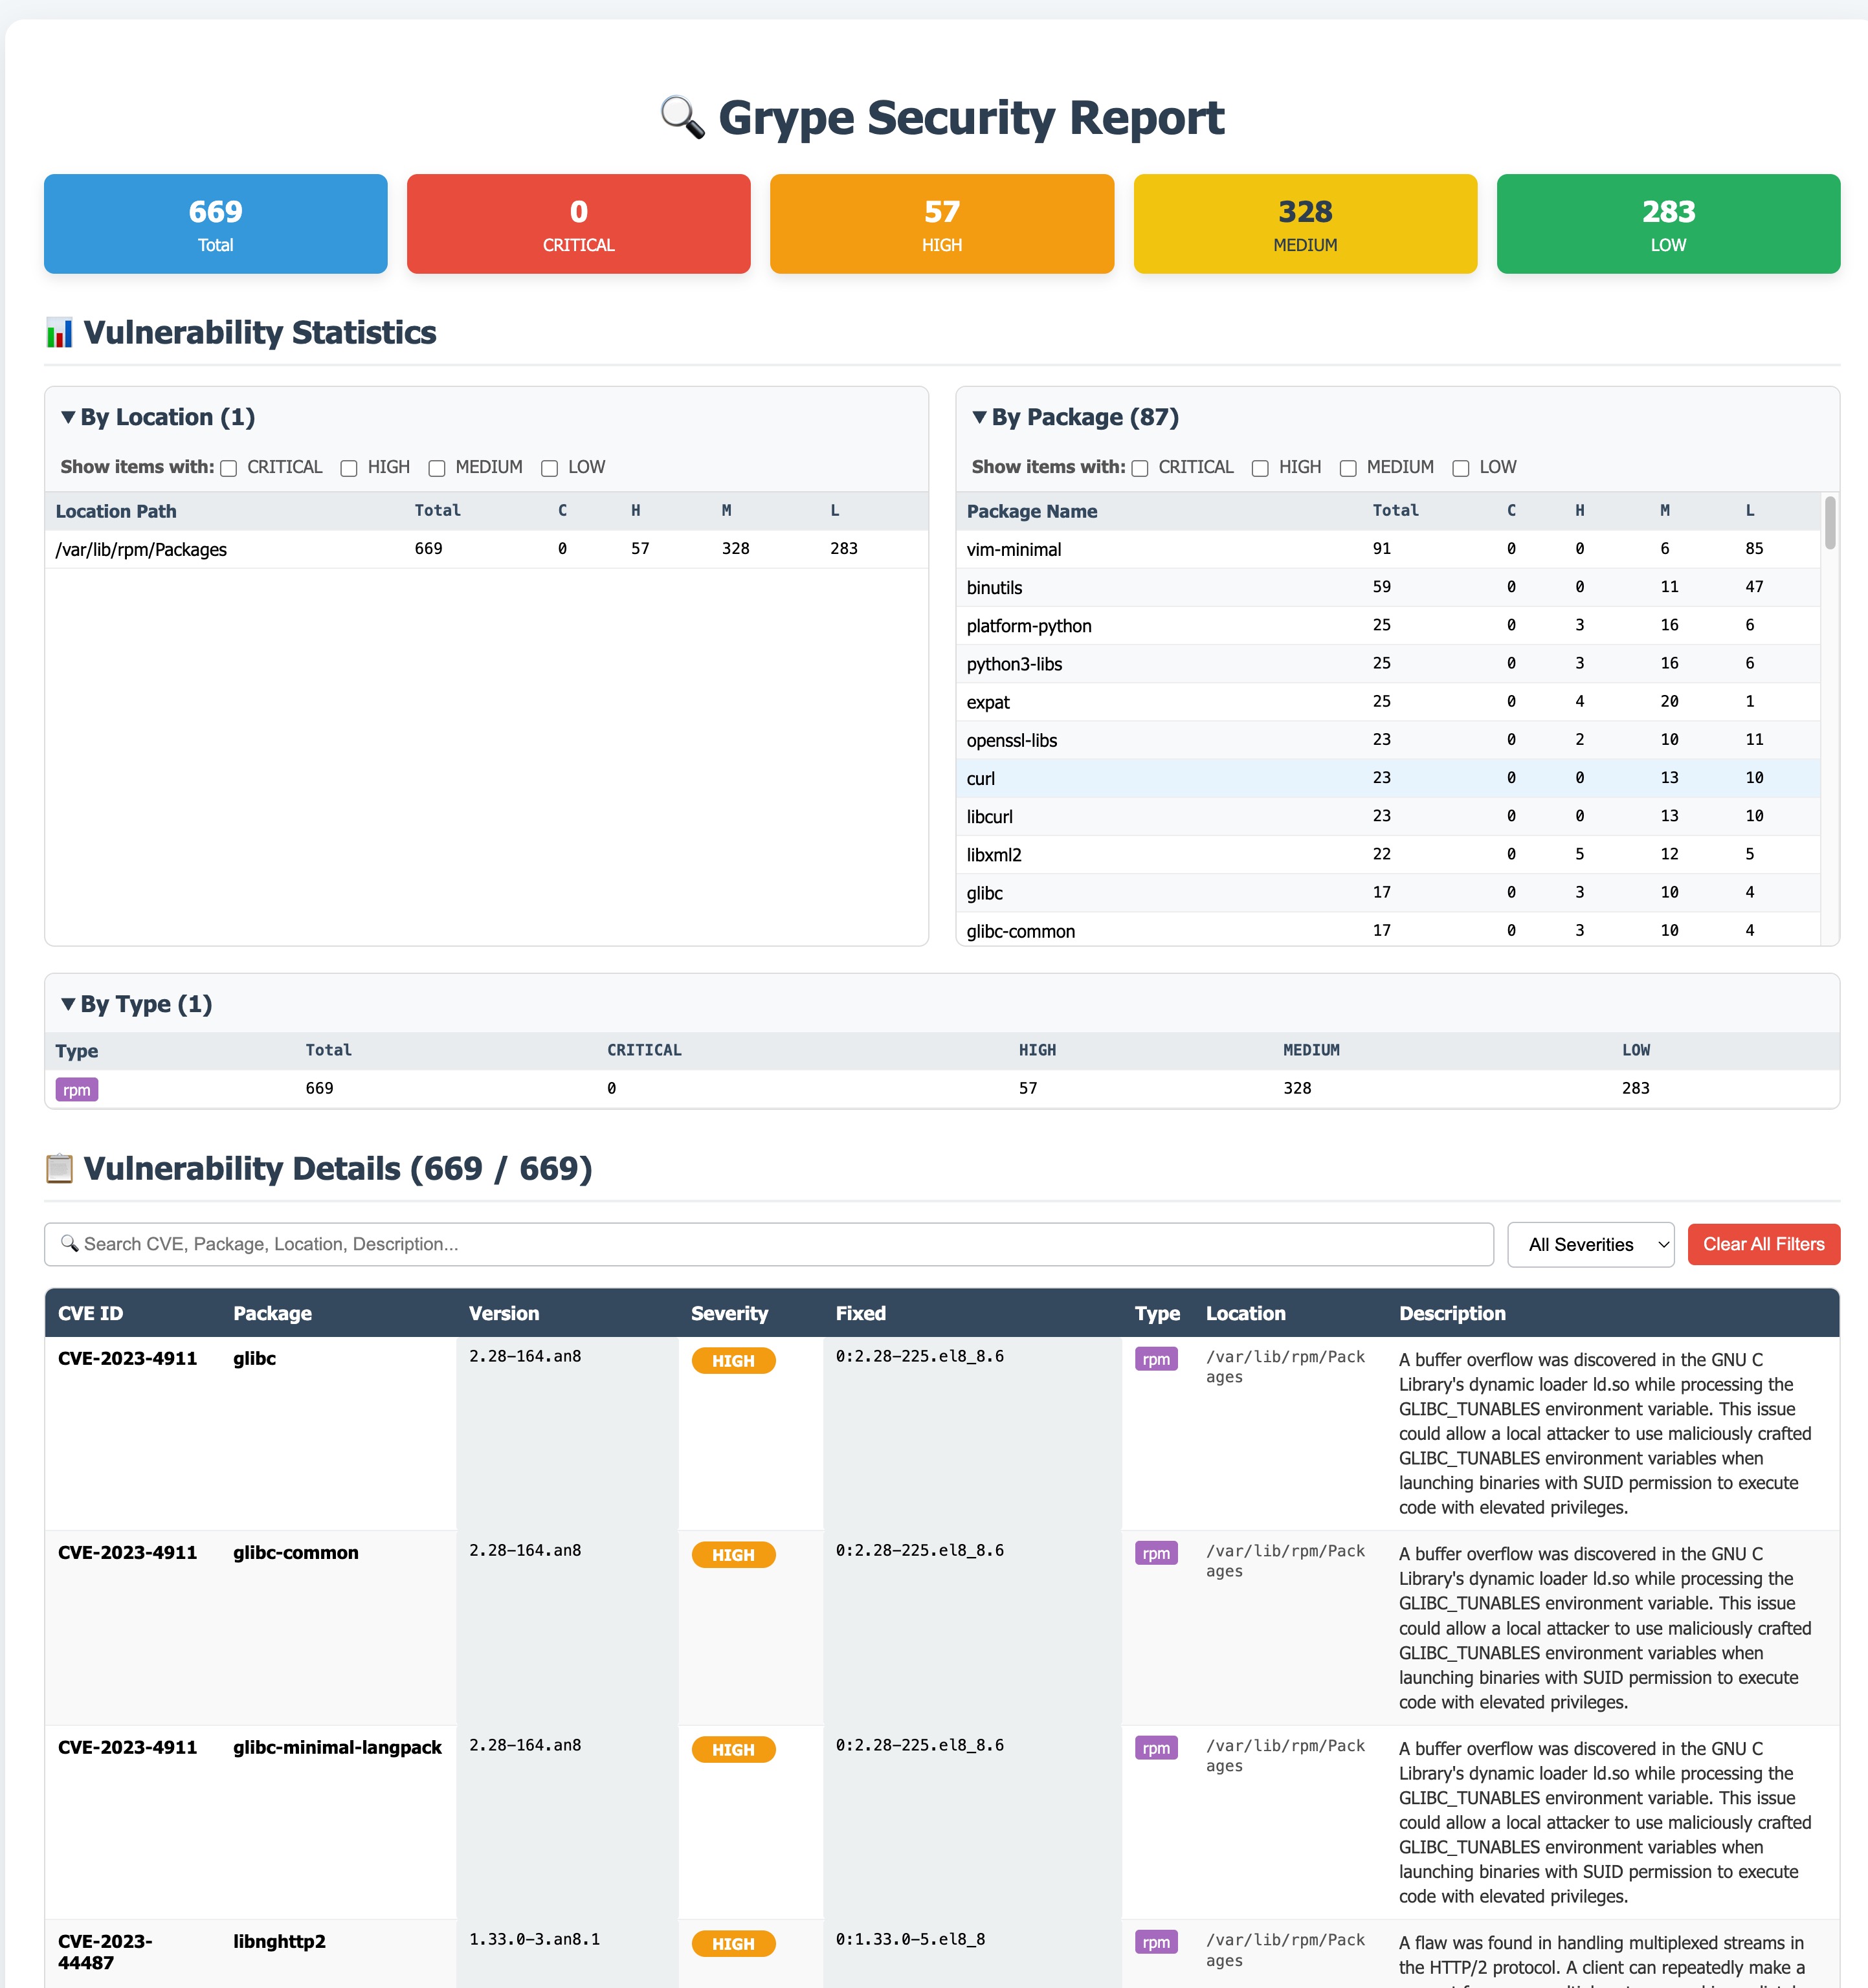 🔍 Grype Security Report
669
Total
0
CRITICAL
57
HIGH
328
MEDIUM
283
LOW
📊 Vulnerability Statistics
▼ By Location (1)
Show items with: CRITICAL HIGH MEDIUM LOW
Location Path Total C H M L
/var/lib/rpm/Packages 669 0 57 328 283
▼ By Package (87)
Show items with: CRITICAL HIGH MEDIUM LOW
Package Name Total C H M L
vim-minimal 91 0 0 6 85
binutils 59 0 0 11 47
platform-python 25 0 3 16 6
python3-libs 25 0 3 16 6
expat 25 0 4 20 1
openssl-libs 23 0 2 10 11
curl 23 0 0 13 10
libcurl 23 0 0 13 10
libxml2 22 0 5 12 5
glibc 17 0 3 10 4
glibc-common 17 0 3 10 4
▼ By Type (1)
Type Total CRITICAL HIGH MEDIUM LOW
rpm 669 0 57 328 283
📋 Vulnerability Details (669 / 669)
🔍 Search CVE, Package, Location, Description...
All Severities
Clear All Filters
CVE ID Package Version Severity Fixed Type Location Description
CVE-2023-4911 glibc 2.28-164.an8 HIGH 0:2.28-225.el8_8.6 rpm
/var/lib/rpm/Pack
ages
A buffer overflow was discovered in the GNU C
Library's dynamic loader ld.so while processing the
GLIBC_TUNABLES environment variable. This issue
could allow a local attacker to use maliciously crafted
GLIBC_TUNABLES environment variables when
launching binaries with SUID permission to execute
code with elevated privileges.
CVE-2023-4911 glibc-common 2.28-164.an8 HIGH 0:2.28-225.el8_8.6 rpm
/var/lib/rpm/Pack
ages
A buffer overflow was discovered in the GNU C
Library's dynamic loader ld.so while processing the
GLIBC_TUNABLES environment variable. This issue
could allow a local attacker to use maliciously crafted
GLIBC_TUNABLES environment variables when
launching binaries with SUID permission to execute
code with elevated privileges.
CVE-2023-4911 glibc-minimal-langpack 2.28-164.an8 HIGH 0:2.28-225.el8_8.6 rpm
/var/lib/rpm/Pack
ages
A buffer overflow was discovered in the GNU C
Library's dynamic loader ld.so while processing the
GLIBC_TUNABLES environment variable. This issue
could allow a local attacker to use maliciously crafted
GLIBC_TUNABLES environment variables when
launching binaries with SUID permission to execute
code with elevated privileges.
CVE-2023-
44487
libnghttp2 1.33.0-3.an8.1 HIGH 0:1.33.0-5.el8_8 rpm
/var/lib/rpm/Pack
ages
A flaw was found in handling multiplexed streams in
the HTTP/2 protocol. A client can repeatedly make a